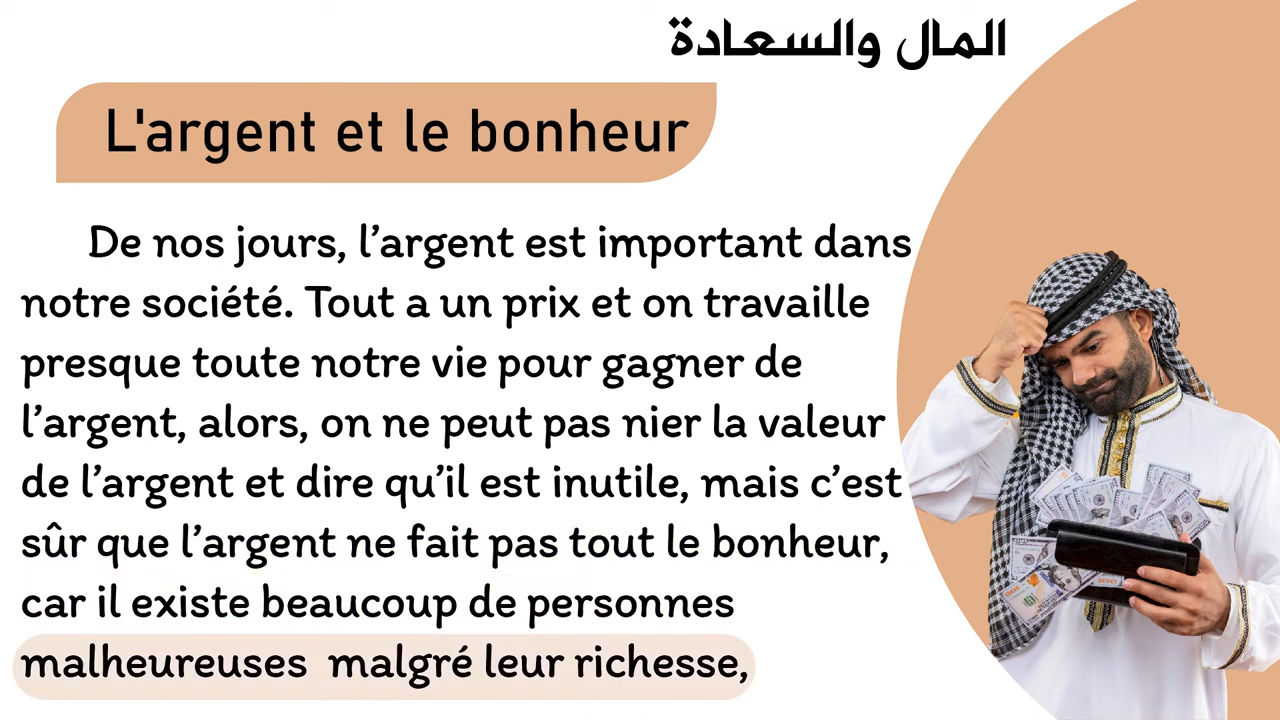 المال والسعادة
L'argent et le bonheur
De nos jours, l’argent est important dans
notre société. Tout a un prix et on travaille
presque toute notre vie pour gagner de
l’argent, alors, on ne peut pas nier la valeur
de l’argent et dire qu’il est inutile, mais c’est
sûr que l’argent ne fait pas tout le bonheur,
car il existe beaucoup de personnes
malheureuses  malgré leur richesse,